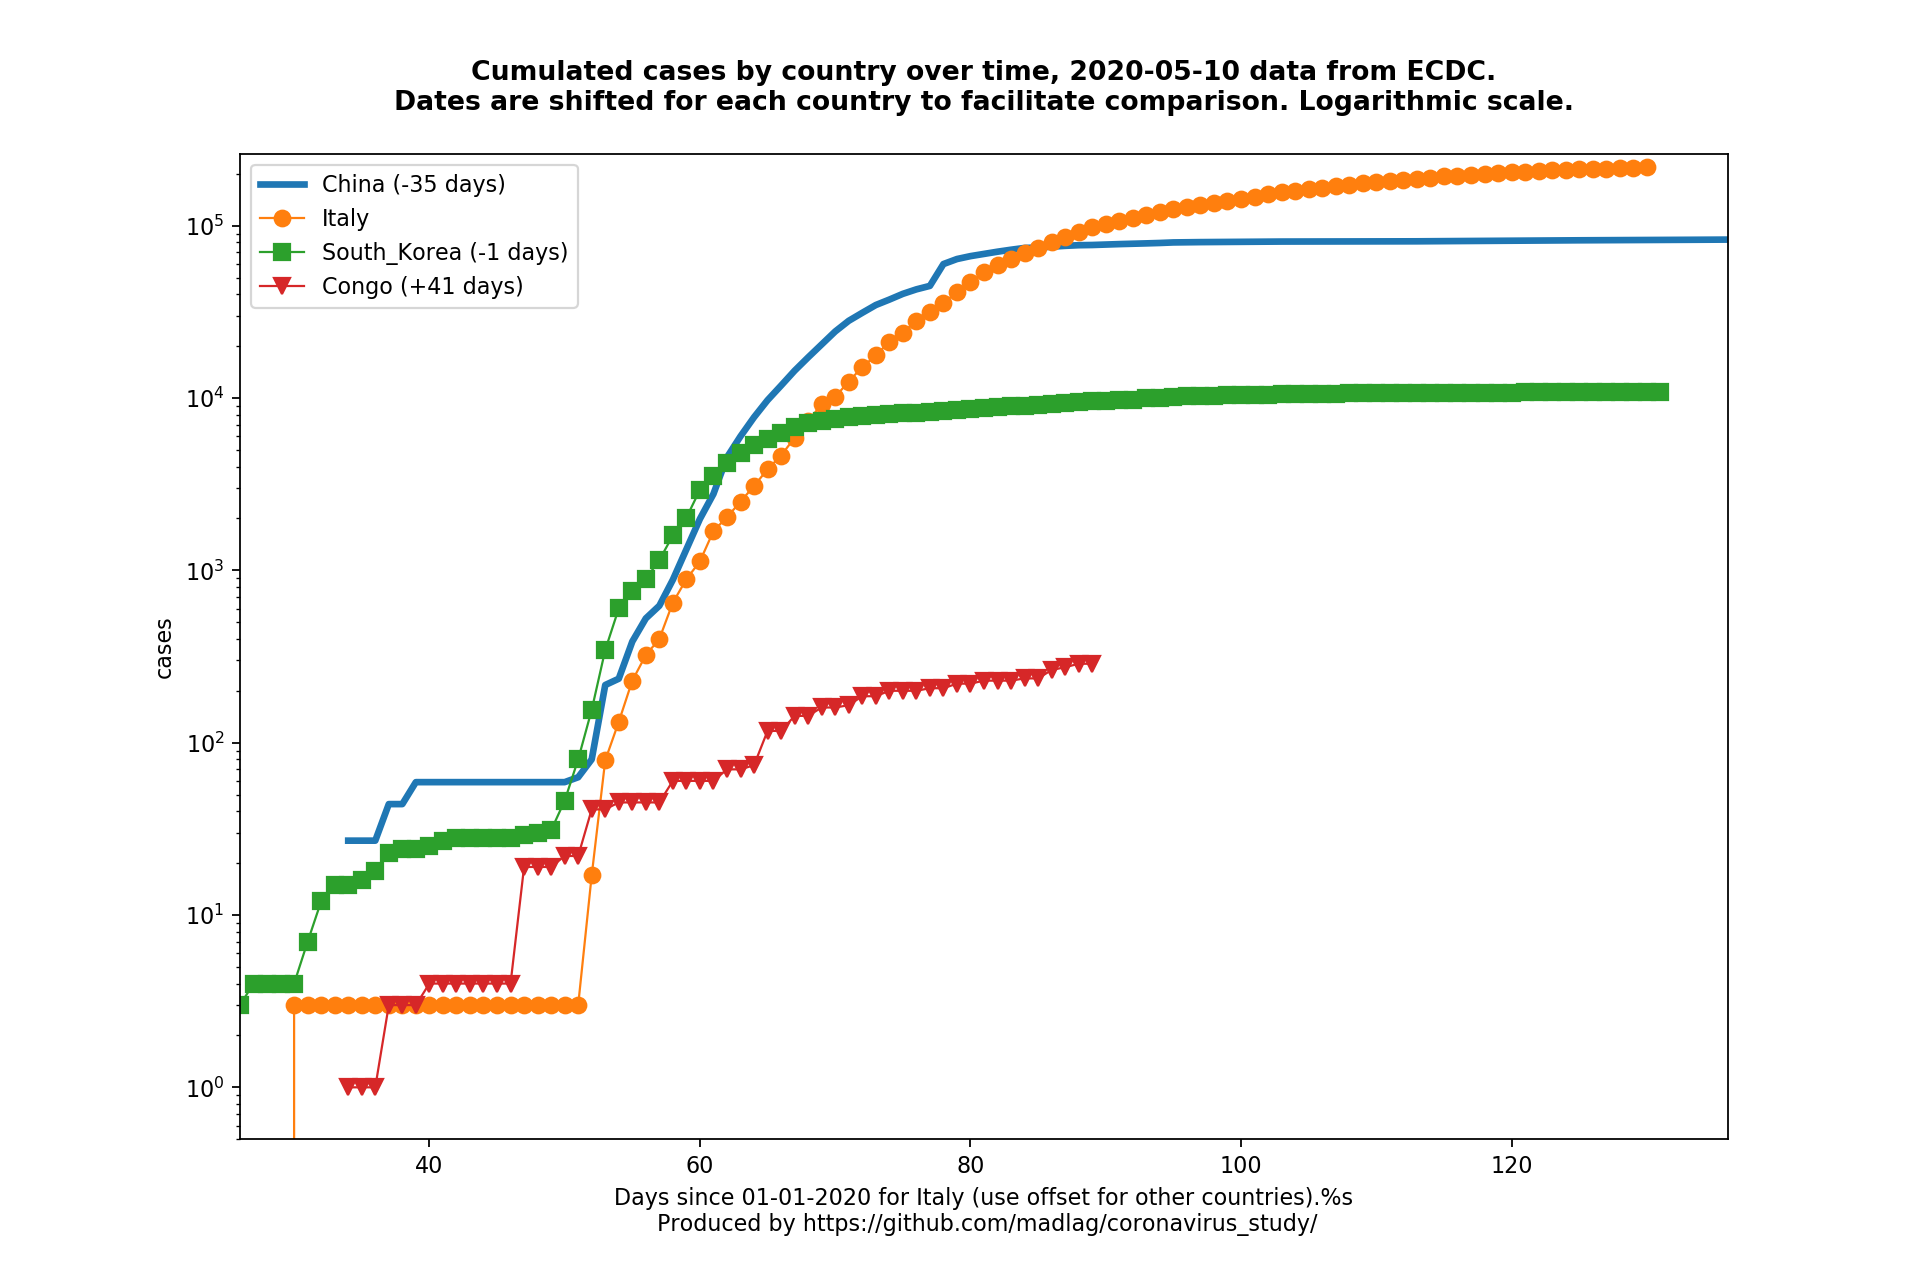 Cumulated cases by country over time, 2020-05-10 data from ECDC.
Dates are shifted for each country to facilitate comparison. Logarithmic scale.
China (-35 days)
Italy
South_Korea (-1 days)
Congo (+41 days)
10⁵
10⁴
10³
10²
10¹
10⁰
cases
40 60 80 100 120
Days since 01-01-2020 for Italy (use offset for other countries).%s
Produced by https://github.com/madlag/coronavirus_study/